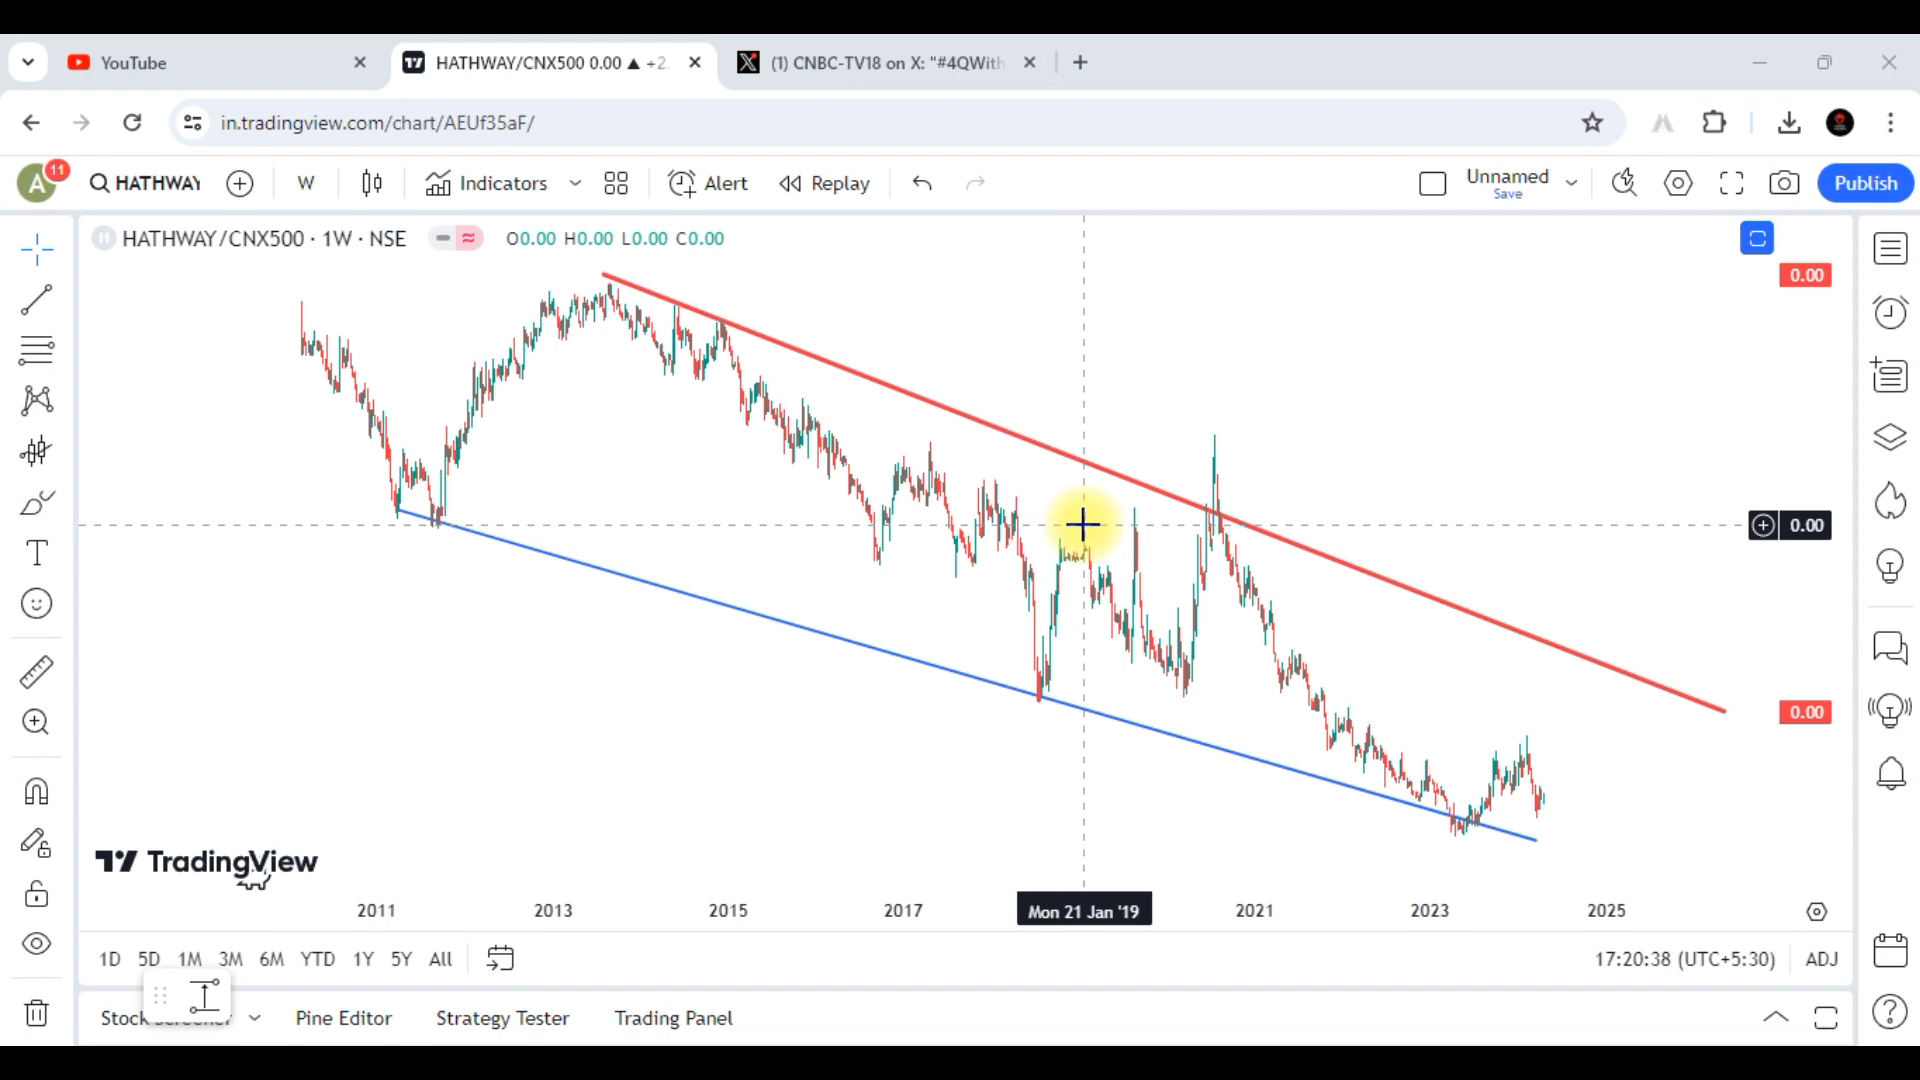 YouTube
HATHWAY/CNX500 0.00 ▲ +2
(1) CNBC-TV18 on X: "#4QWith
in.tradingview.com/chart/AEUf35aF/
A
11
HATHWAY
W
Indicators
Alert
Replay
Unnamed
Save
Publish
H
HATHWAY/CNX500 · 1W · NSE
O0.00 H0.00 L0.00 C0.00
0.00
0.00
0.00
TradingView
2011
2013
2015
2017
Mon 21 Jan '19
2021
2023
2025
1D 5D 1M 3M 6M YTD 1Y 5Y All
17:20:38 (UTC+5:30)
ADJ
Stock
Pine Editor
Strategy Tester
Trading Panel